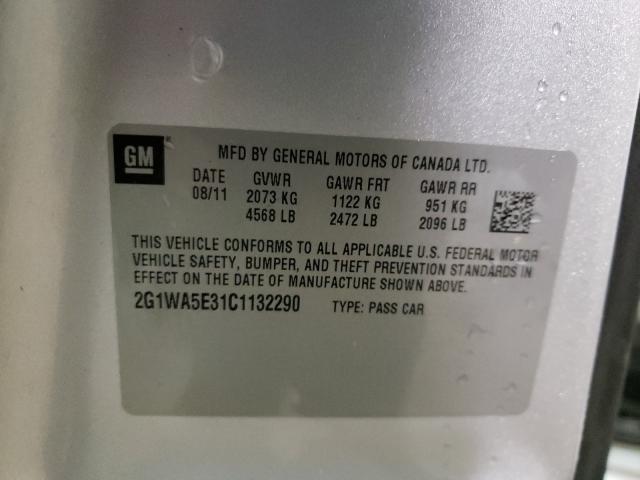 GM
MFD BY GENERAL MOTORS OF CANADA LTD.
DATE GVWR GAWR FRT GAWR RR
08/11 2073 KG 1122 KG 951 KG
4568 LB 2472 LB 2096 LB
THIS VEHICLE CONFORMS TO ALL APPLICABLE U.S. FEDERAL MOTOR
VEHICLE SAFETY, BUMPER, AND THEFT PREVENTION STANDARDS IN
EFFECT ON THE DATE OF MANUFACTURE SHOWN ABOVE.
2G1WA5E31C1132290 TYPE: PASS CAR